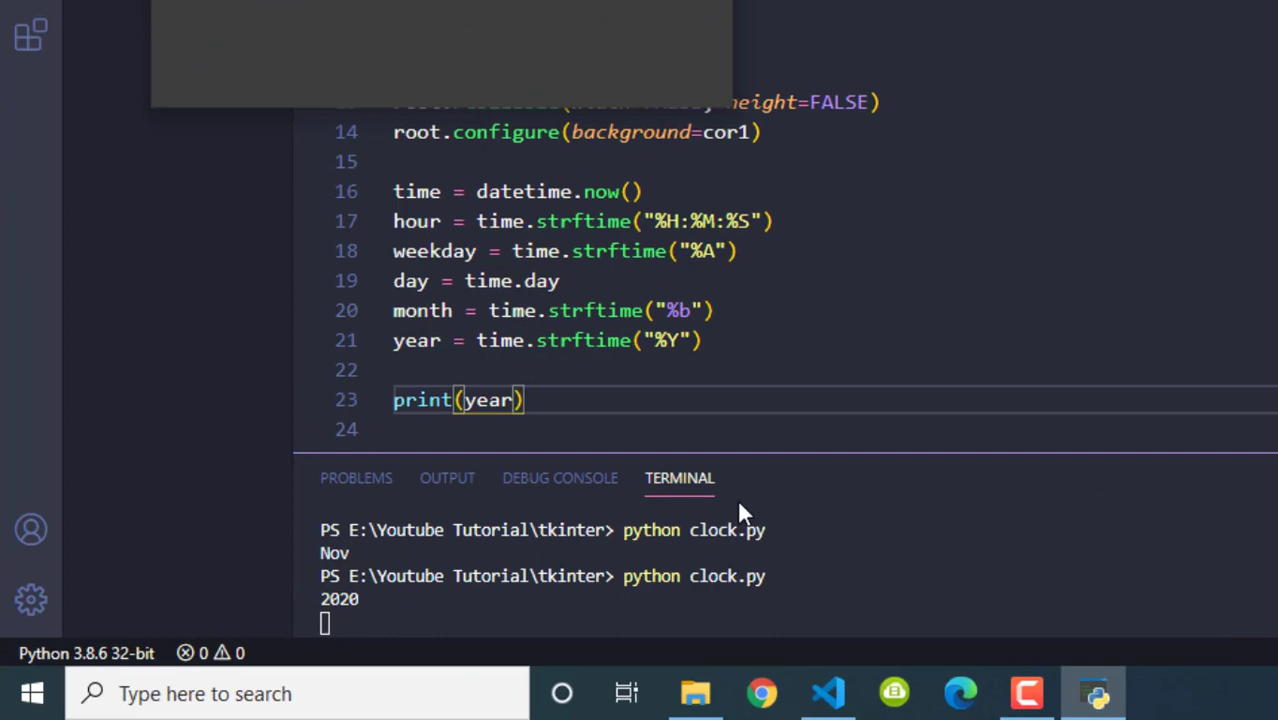 height=FALSE)
14 root.configure(background=cor1)
15
16 time = datetime.now()
17 hour = time.strftime("%H:%M:%S")
18 weekday = time.strftime("%A")
19 day = time.day
20 month = time.strftime("%b")
21 year = time.strftime("%Y")
22
23 print(year)
24
PROBLEMS OUTPUT DEBUG CONSOLE TERMINAL
PS E:\Youtube Tutorial\tkinter> python clock.py
Nov
PS E:\Youtube Tutorial\tkinter> python clock.py
2020
Python 3.8.6 32-bit 0 0
Type here to search